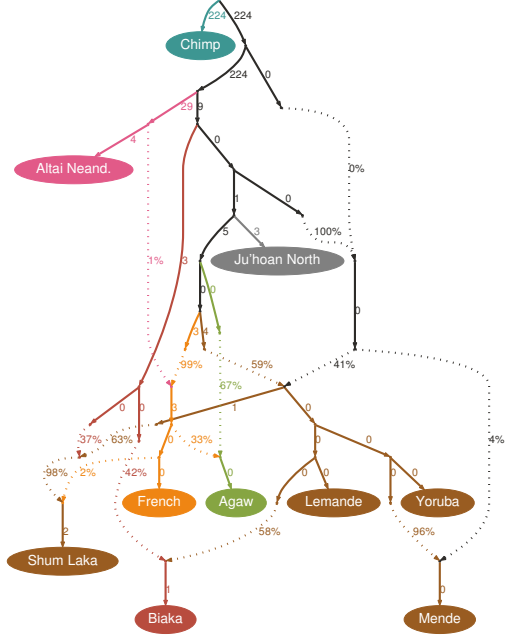 224 224
Chimp
224 0
29 9
4 0
Altai Neand.
0%
1 0
5 3 100%
Ju'hoan North
1% 3
0 0 0
3 4
99% 59% 41%
67%
0 0 3 1 0
37% 63% 0 33% 0 0 4%
98% 2% 42% 0 0 0 0 0 0
French Agaw Lemande Yoruba
2 58% 96%
Shum Laka
1 0
Biaka Mende